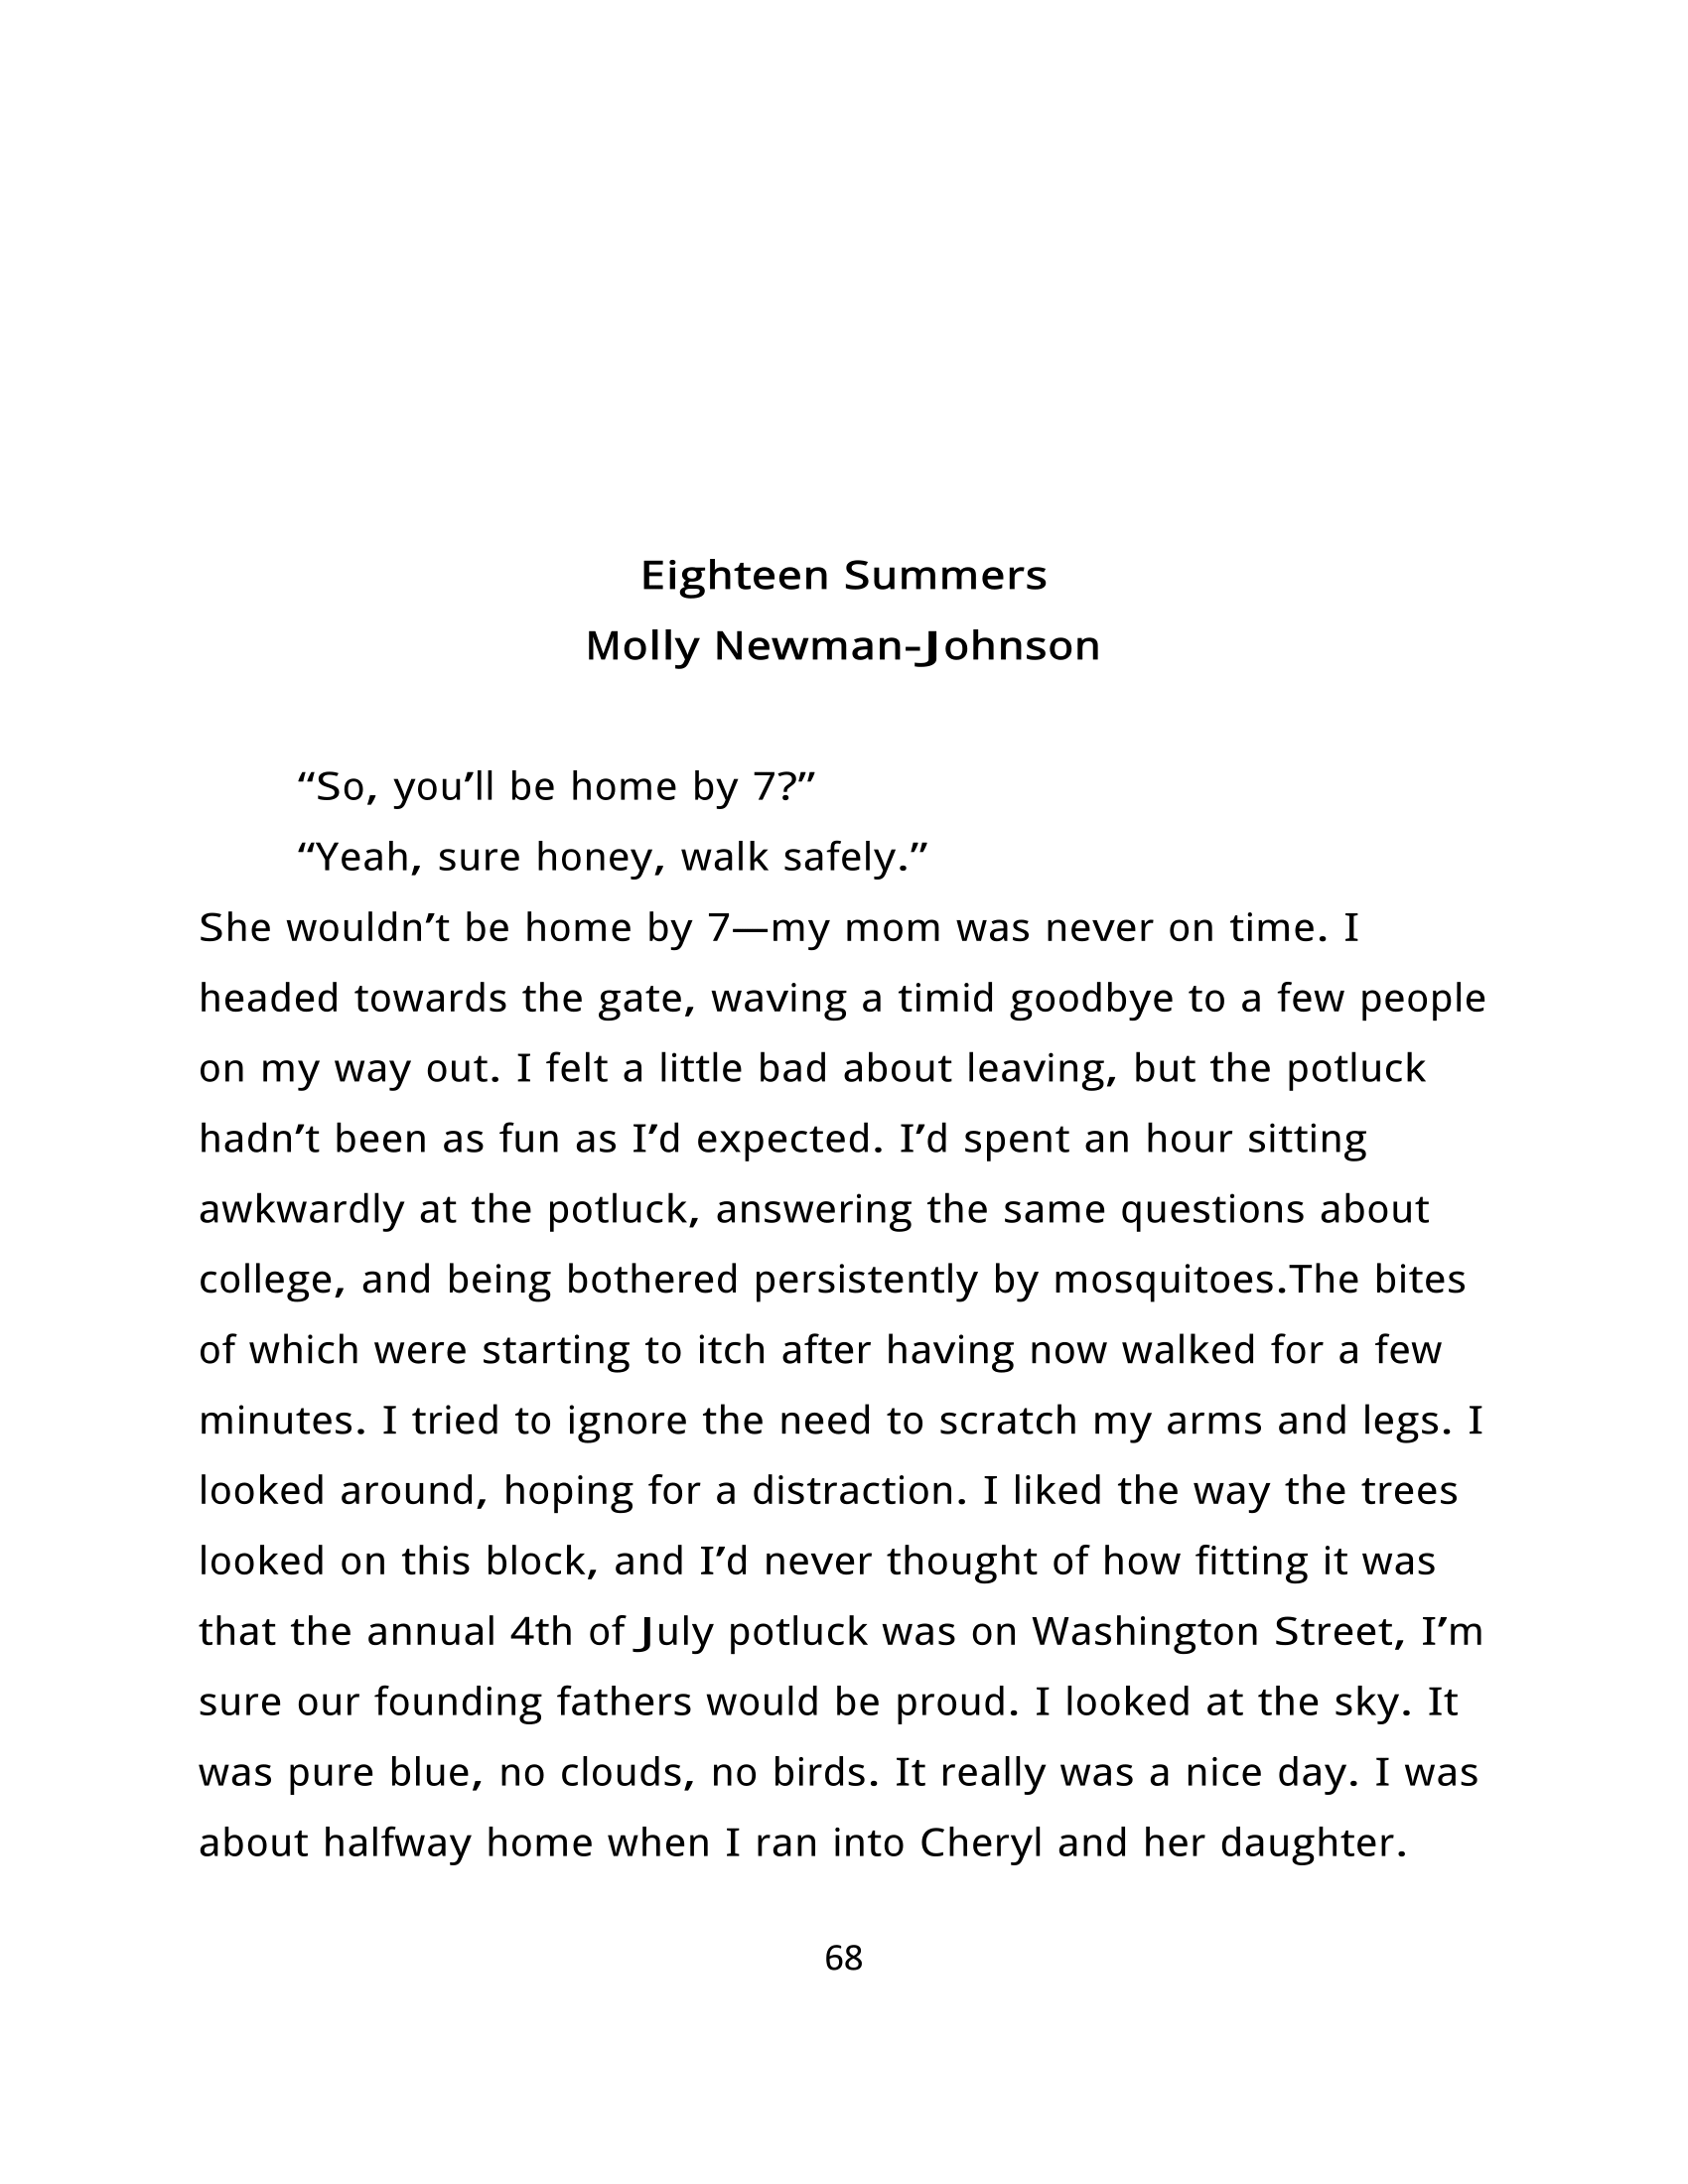 Eighteen Summers
Molly Newman-Johnson
“So, you’ll be home by 7?”
“Yeah, sure honey, walk safely.”
She wouldn’t be home by 7—my mom was never on time. I
headed towards the gate, waving a timid goodbye to a few people
on my way out. I felt a little bad about leaving, but the potluck
hadn’t been as fun as I’d expected. I’d spent an hour sitting
awkwardly at the potluck, answering the same questions about
college, and being bothered persistently by mosquitoes.The bites
of which were starting to itch after having now walked for a few
minutes. I tried to ignore the need to scratch my arms and legs. I
looked around, hoping for a distraction. I liked the way the trees
looked on this block, and I’d never thought of how fitting it was
that the annual 4th of July potluck was on Washington Street, I’m
sure our founding fathers would be proud. I looked at the sky. It
was pure blue, no clouds, no birds. It really was a nice day. I was
about halfway home when I ran into Cheryl and her daughter.
68